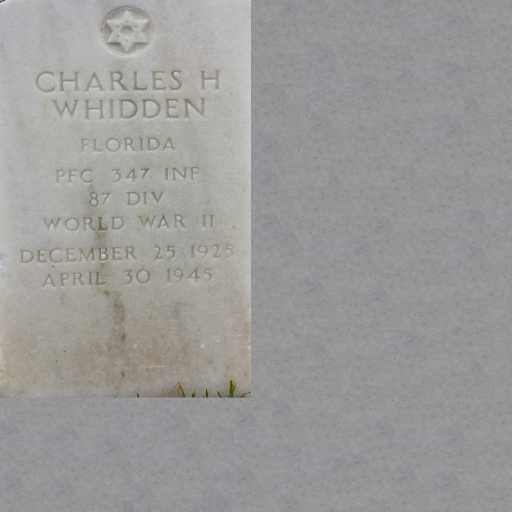 CHARLES H
WHIDDEN
FLORIDA
PFC 347 INF
87 DIV
WORLD WAR II
DECEMBER 25 1925
APRIL 30 1945